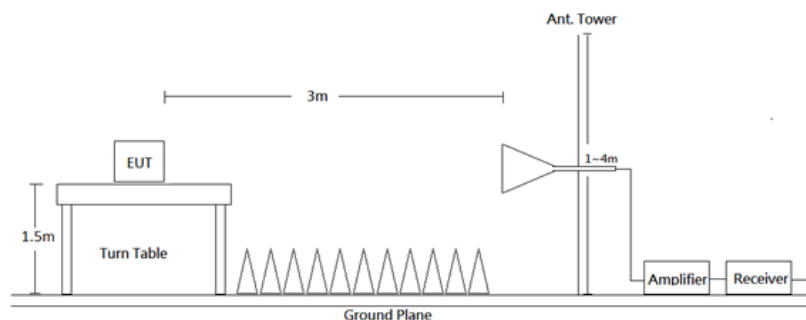 Ant. Tower
3m
EUT
1~4m
1.5m
Turn Table
Amplifier
Receiver
Ground Plane